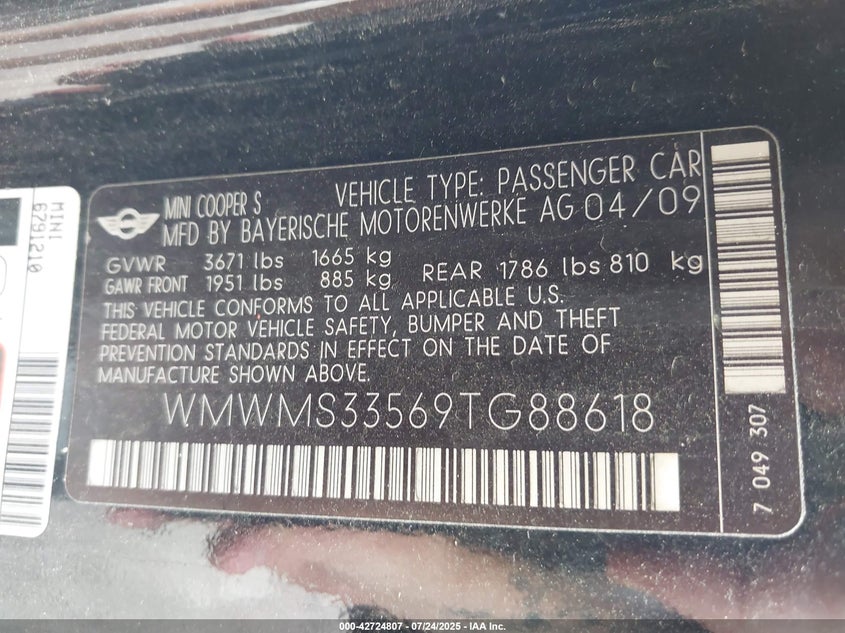 MINI COOPER S VEHICLE TYPE: PASSENGER CAR
MFD BY BAYERISCHE MOTORENWERKE AG 04/09
GVWR 3671 lbs 1665 kg
GAWR FRONT 1951 lbs 885 kg REAR 1786 lbs 810 kg
THIS VEHICLE CONFORMS TO ALL APPLICABLE U.S.
FEDERAL MOTOR VEHICLE SAFETY, BUMPER AND THEFT
PREVENTION STANDARDS IN EFFECT ON THE DATE OF
MANUFACTURE SHOWN ABOVE.
WMWMS33569TG88618
7 049 307
MINI
6791210
000-42724807 - 07/24/2025 - IAA Inc.